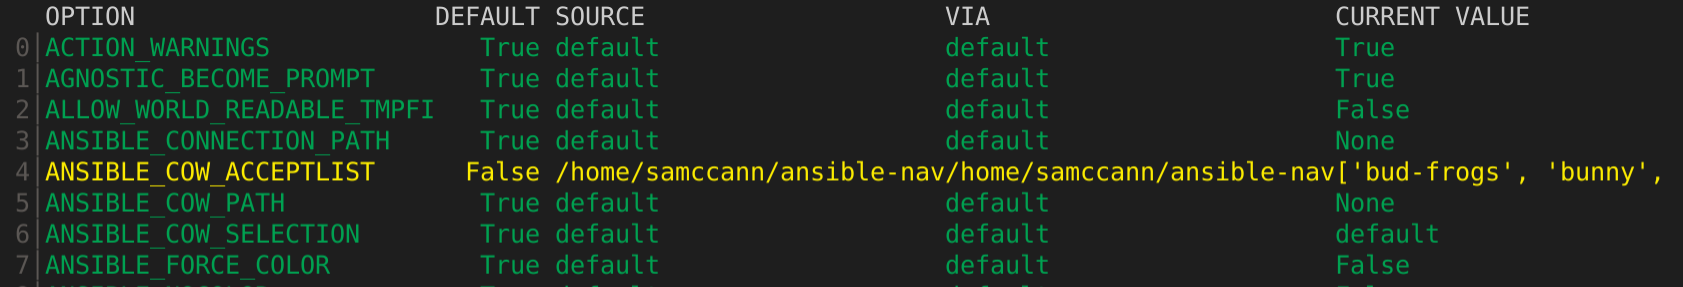 OPTION DEFAULT SOURCE VIA CURRENT VALUE
0│ACTION_WARNINGS True default default True
1│AGNOSTIC_BECOME_PROMPT True default default True
2│ALLOW_WORLD_READABLE_TMPFI True default default False
3│ANSIBLE_CONNECTION_PATH True default default None
4│ANSIBLE_COW_ACCEPTLIST False /home/samccann/ansible-nav/home/samccann/ansible-nav['bud-frogs', 'bunny',
5│ANSIBLE_COW_PATH True default default None
6│ANSIBLE_COW_SELECTION True default default default
7│ANSIBLE_FORCE_COLOR True default default False